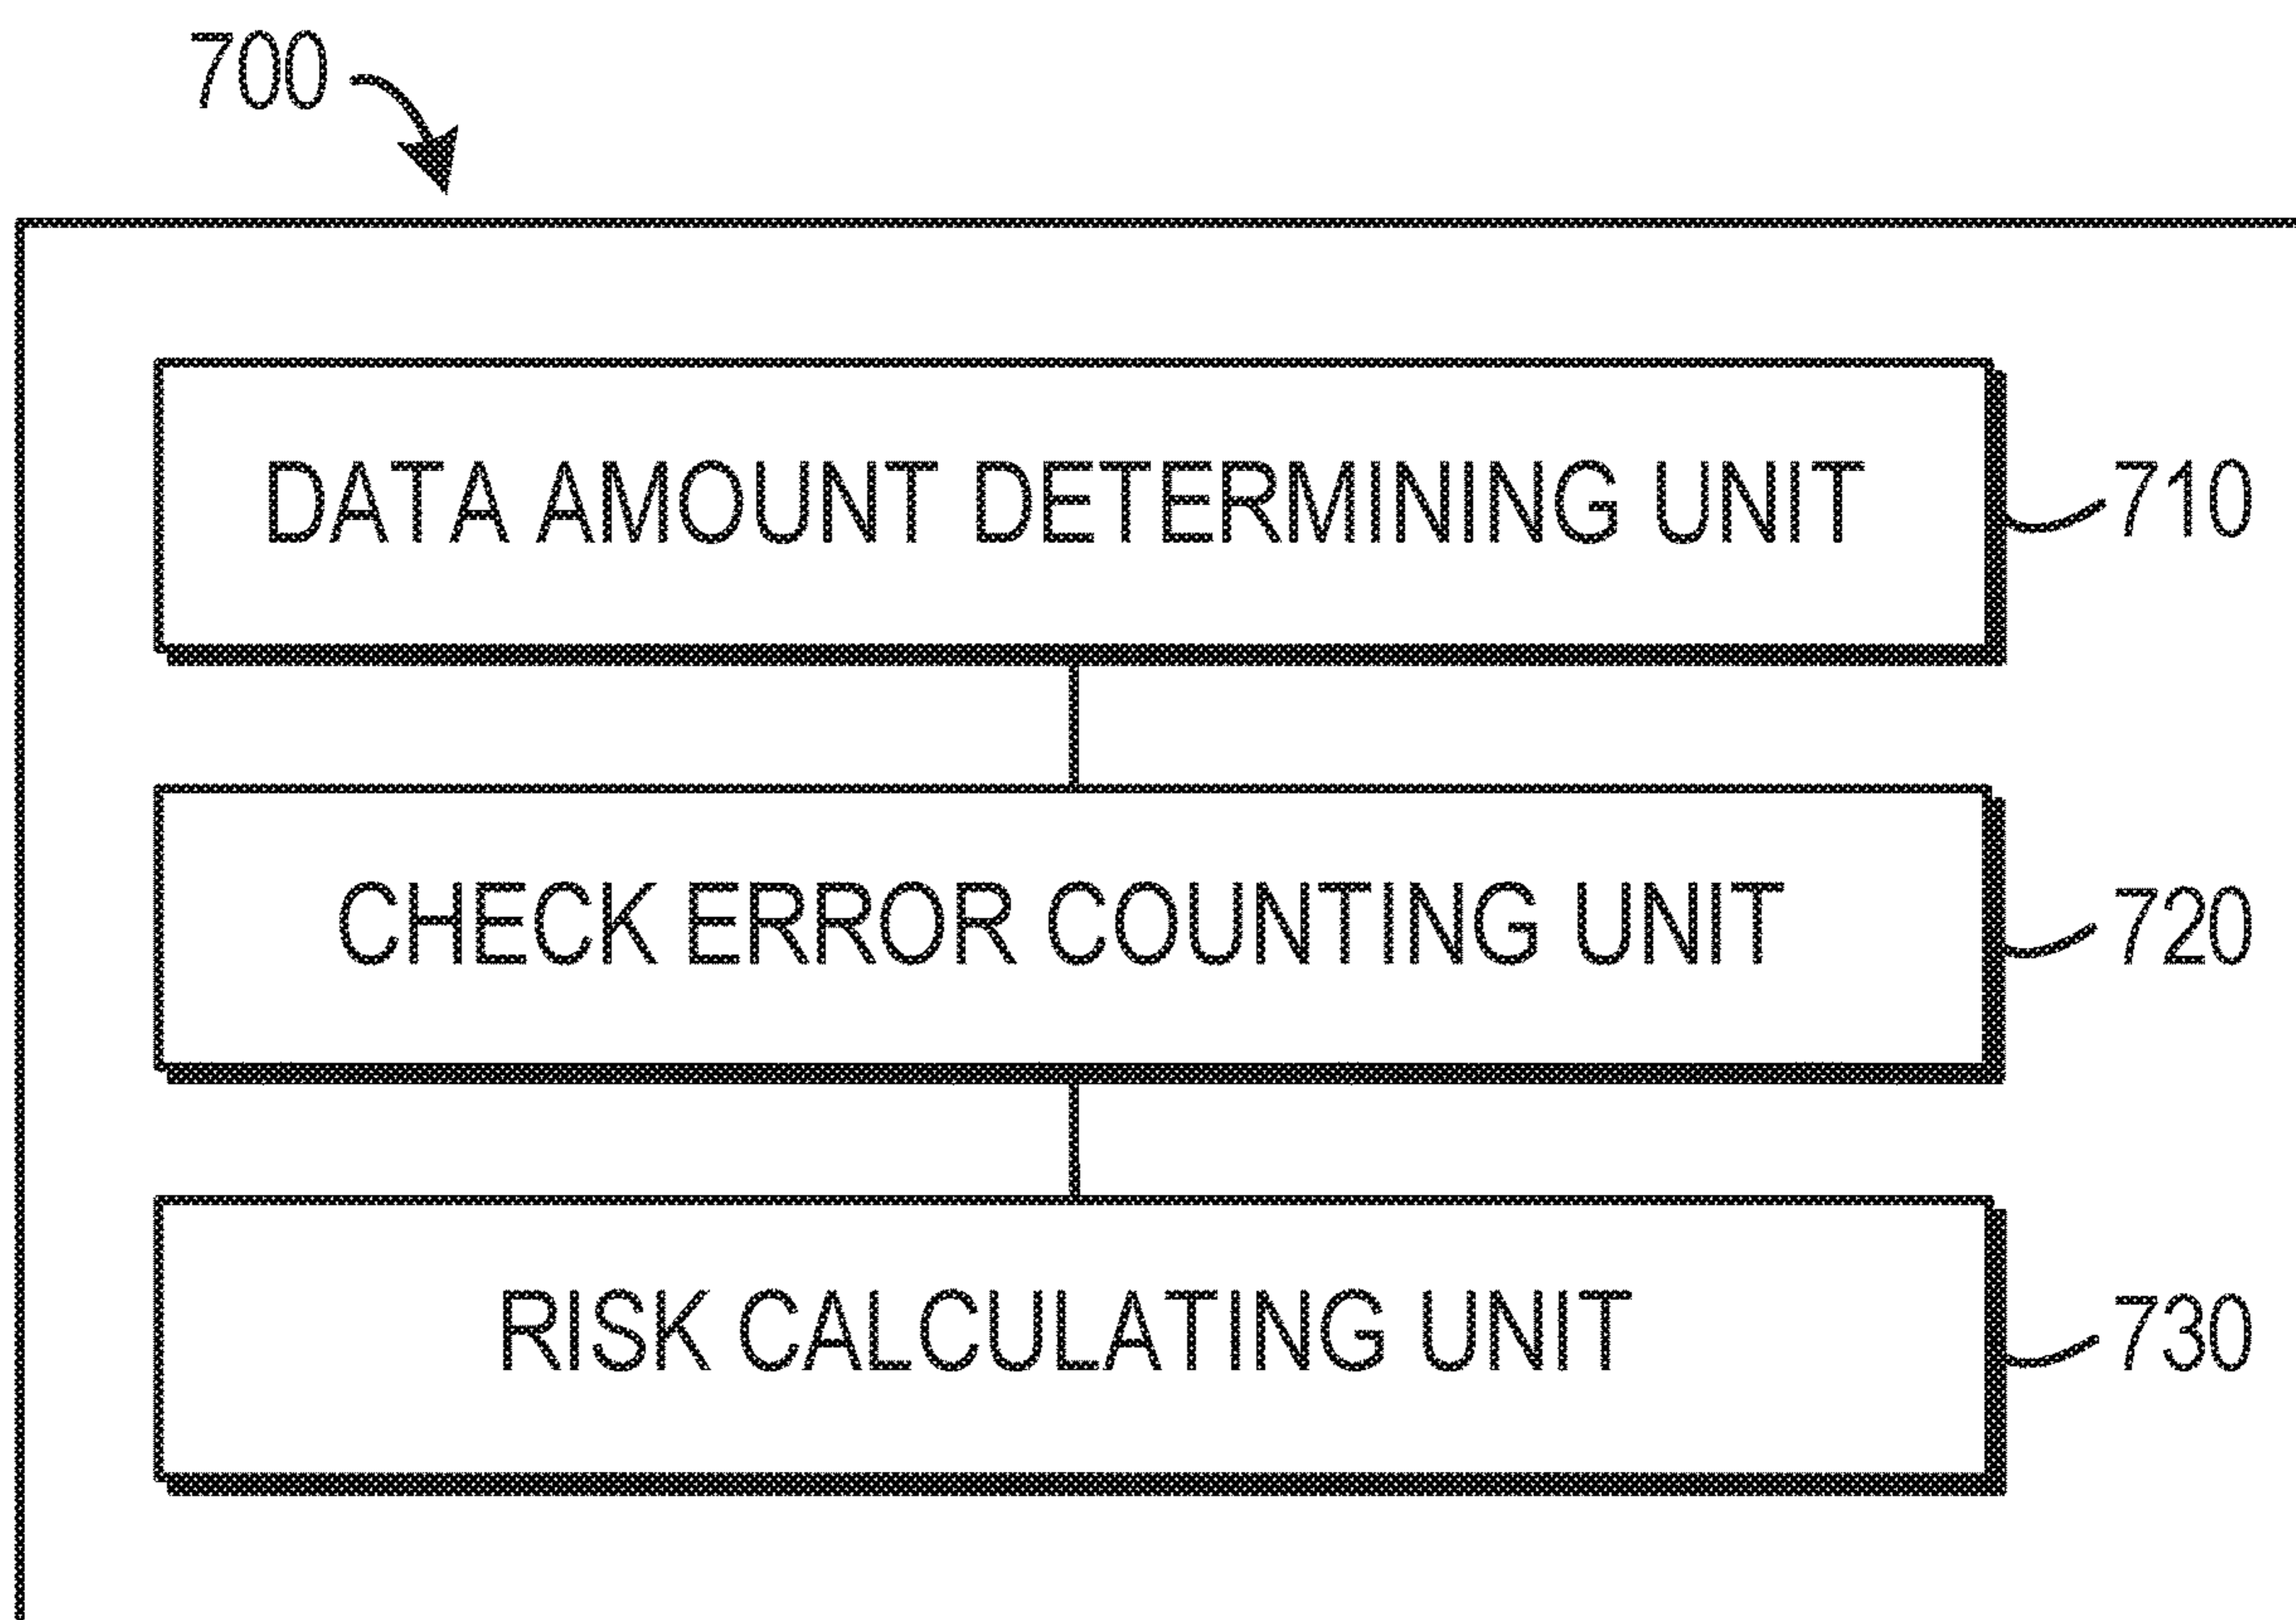 700
DATA AMOUNT DETERMINING UNIT
710
CHECK ERROR COUNTING UNIT
720
RISK CALCULATING UNIT
730